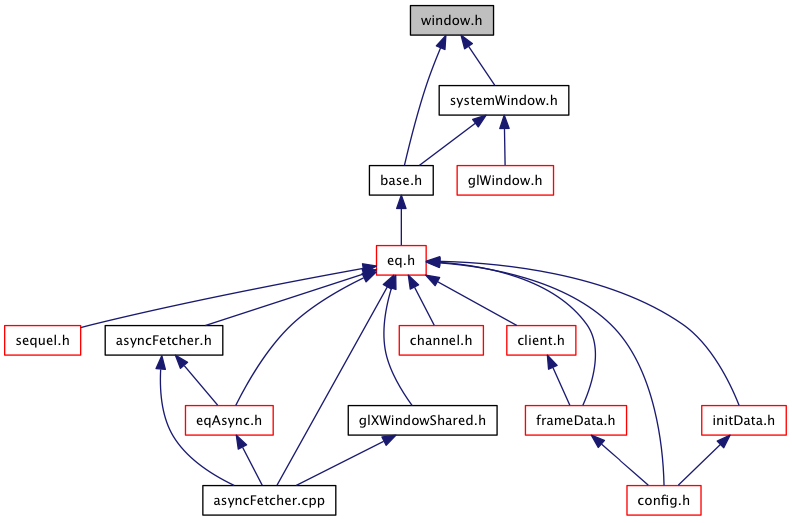 window.h
systemWindow.h
base.h
glWindow.h
eq.h
sequel.h
asyncFetcher.h
channel.h
client.h
eqAsync.h
glXWindowShared.h
frameData.h
initData.h
asyncFetcher.cpp
config.h